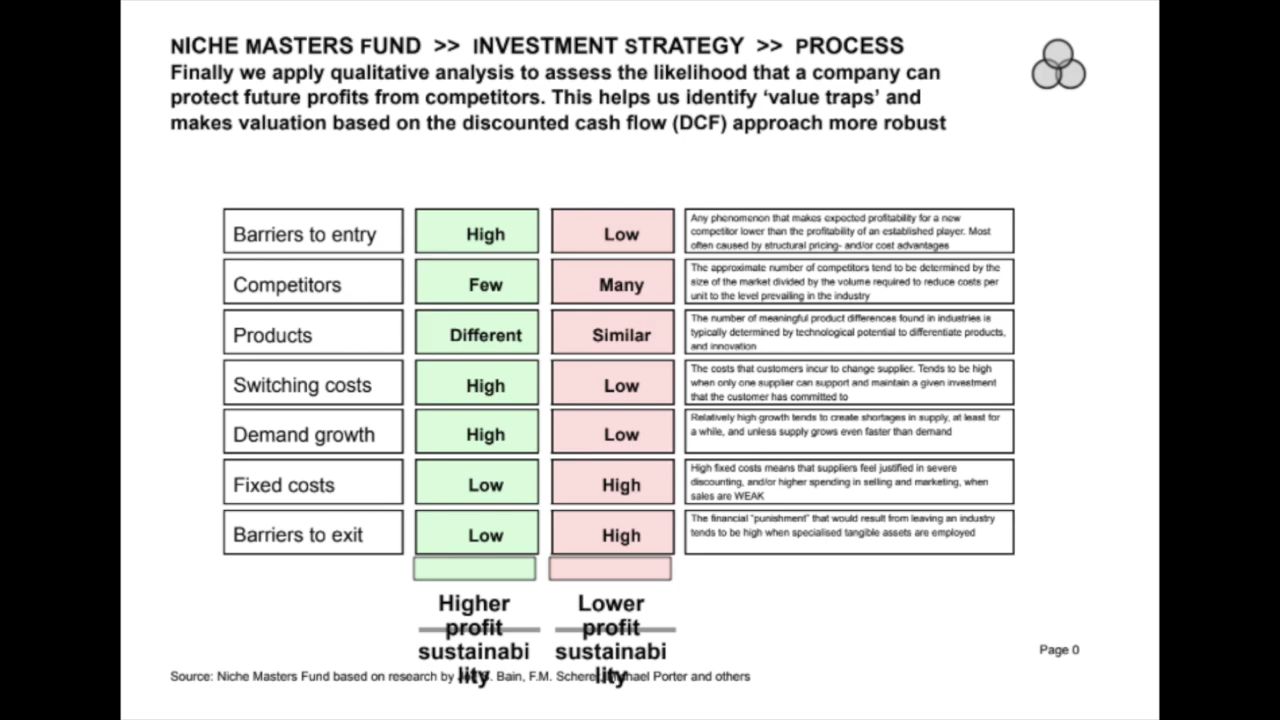 NICHE MASTERS FUND >> INVESTMENT STRATEGY >> PROCESS
Finally we apply qualitative analysis to assess the likelihood that a company can
protect future profits from competitors. This helps us identify ‘value traps’ and
makes valuation based on the discounted cash flow (DCF) approach more robust
Barriers to entry
High
Low
Any phenomenon that makes expected profitability for a new
competitor lower than the profitability of an established player. Most
often caused by structural pricing- and/or cost advantages
Competitors
Few
Many
The approximate number of competitors tend to be determined by the
size of the market divided by the volume required to reduce costs per
unit to the level prevailing in the industry
Products
Different
Similar
The number of meaningful product differences found in industries is
typically determined by technological potential to differentiate products,
and innovation
Switching costs
High
Low
The costs that customers incur to change supplier. Tends to be high
when only one supplier can support and maintain a given investment
that the customer has committed to
Demand growth
High
Low
Relatively high growth tends to create shortages in supply, at least for
a while, and unless supply grows even faster than demand
Fixed costs
Low
High
High fixed costs means that suppliers feel justified in severe
discounting, and/or higher spending in selling and marketing, when
sales are WEAK
Barriers to exit
Low
High
The financial "punishment" that would result from leaving an industry
tends to be high when specialised tangible assets are employed
Higher
profit
sustainabi
lity
Lower
profit
sustainabi
lity
Page 0
Source: Niche Masters Fund based on research by S. Bain, F.M. Scherer, Michael Porter and others